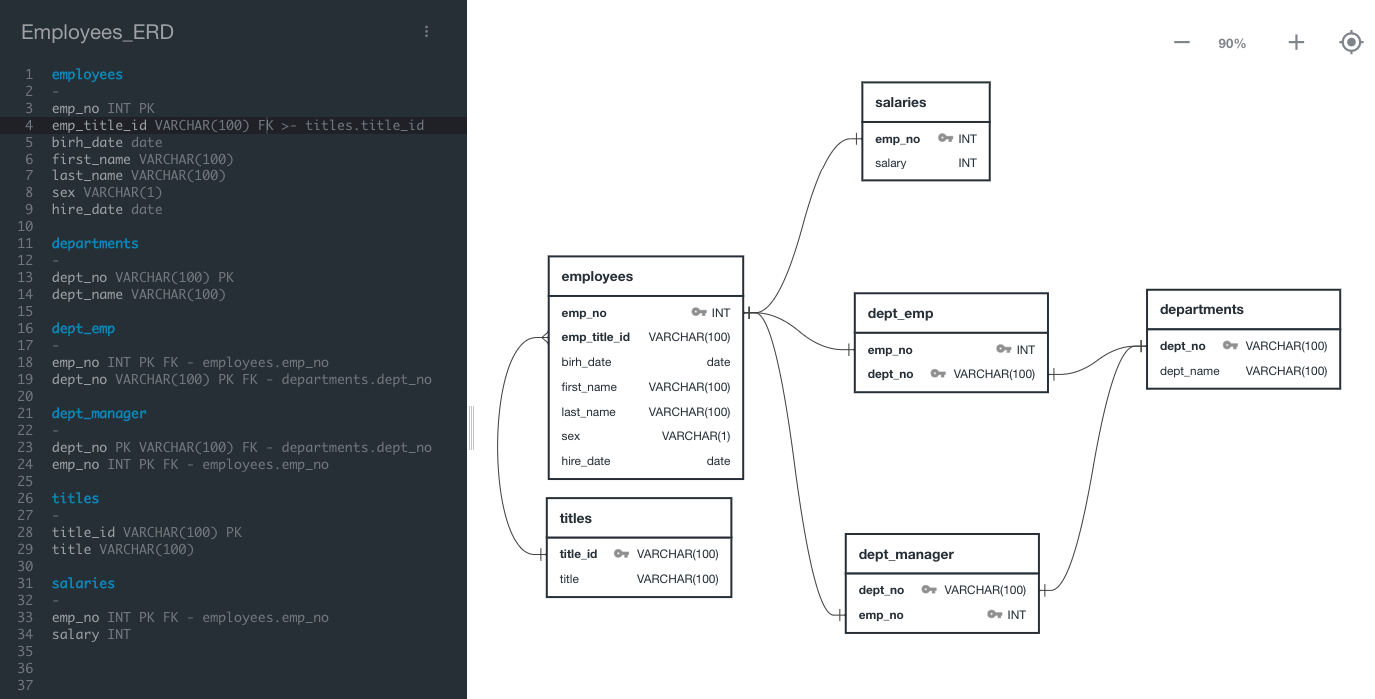 Employees_ERD
1 employees
2 -
3 emp_no INT PK
4 emp_title_id VARCHAR(100) FK >- titles.title_id
5 birh_date date
6 first_name VARCHAR(100)
7 last_name VARCHAR(100)
8 sex VARCHAR(1)
9 hire_date date
10
11 departments
12 -
13 dept_no VARCHAR(100) PK
14 dept_name VARCHAR(100)
15
16 dept_emp
17 -
18 emp_no INT PK FK - employees.emp_no
19 dept_no VARCHAR(100) PK FK - departments.dept_no
20
21 dept_manager
22 -
23 dept_no PK VARCHAR(100) FK - departments.dept_no
24 emp_no INT PK FK - employees.emp_no
25
26 titles
27 -
28 title_id VARCHAR(100) PK
29 title VARCHAR(100)
30
31 salaries
32 -
33 emp_no INT PK FK - employees.emp_no
34 salary INT
35
36
37
90%
salaries
emp_no INT
salary INT
employees
emp_no INT
emp_title_id VARCHAR(100)
birh_date date
first_name VARCHAR(100)
last_name VARCHAR(100)
sex VARCHAR(1)
hire_date date
dept_emp
emp_no INT
dept_no VARCHAR(100)
departments
dept_no VARCHAR(100)
dept_name VARCHAR(100)
titles
title_id VARCHAR(100)
title VARCHAR(100)
dept_manager
dept_no VARCHAR(100)
emp_no INT